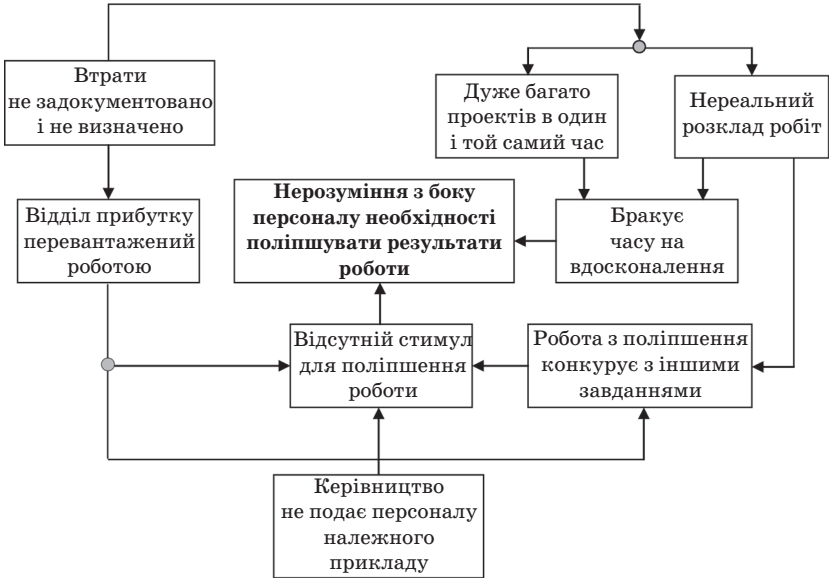 Втрати
не задокументовано
і не визначено
Дуже багато
проектів в один
і той самий час
Нереальний
розклад робіт
Відділ прибутку
перевантажений
роботою
Нерозуміння з боку
персоналу необхідності
поліпшувати результати
роботи
Бракує
часу на
вдосконалення
Відсутній стимул
для поліпшення
роботи
Робота з поліпшення
конкурує з іншими
завданнями
Керівництво
не подає персоналу
належного
прикладу